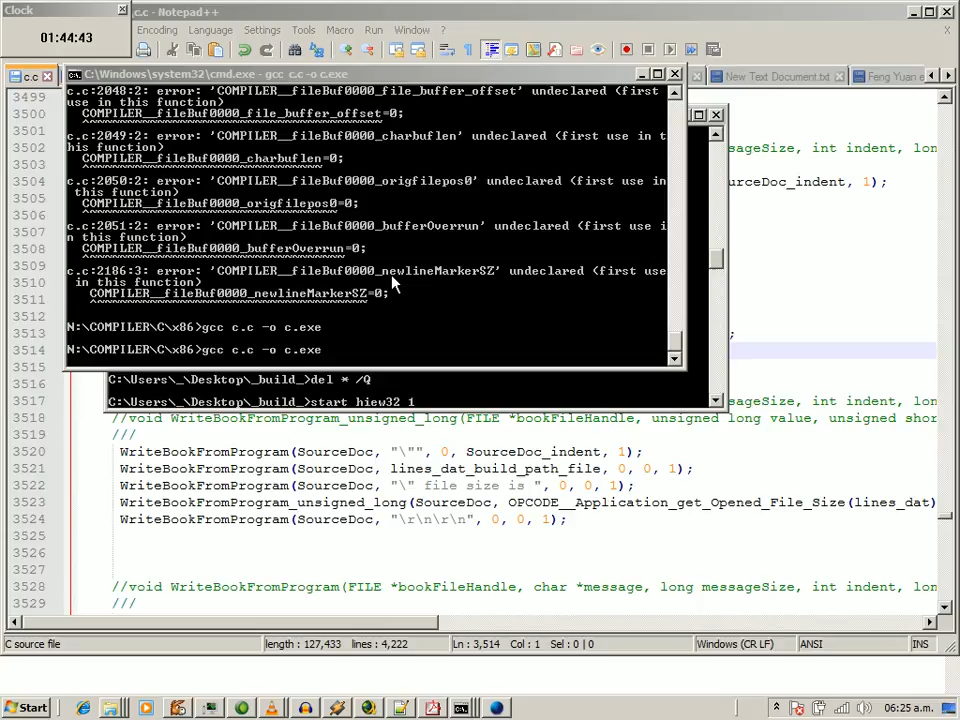 Clock
01:44:43
.c.c - Notepad++
Encoding Language Settings Tools Macro Run Window ?
c.c
New Text Document.txt
Feng Yuan e
C:\Windows\system32\cmd.exe - gcc c.c -o c.exe
c.c:2048:2: error: 'COMPILER__fileBuf0000_file_buffer_offset' undeclared (first
use in this function)
COMPILER__fileBuf0000_file_buffer_offset=0;
^~~~~~~~~~~~~~~~~~~~~~~~~~~~~~~~~~~~~~~~
c.c:2049:2: error: 'COMPILER__fileBuf0000_charbuflen' undeclared (first use in t
his function)
COMPILER__fileBuf0000_charbuflen=0;
^~~~~~~~~~~~~~~~~~~~~~~~~~~~~~~~
c.c:2050:2: error: 'COMPILER__fileBuf0000_origfilepos0' undeclared (first use in
this function)
COMPILER__fileBuf0000_origfilepos0=0;
^~~~~~~~~~~~~~~~~~~~~~~~~~~~~~~~~~
c.c:2051:2: error: 'COMPILER__fileBuf0000_bufferOverrun' undeclared (first use i
n this function)
COMPILER__fileBuf0000_bufferOverrun=0;
^~~~~~~~~~~~~~~~~~~~~~~~~~~~~~~~~~~
c.c:2186:3: error: 'COMPILER__fileBuf0000_newlineMarkerSZ' undeclared (first use
in this function)
COMPILER__fileBuf0000_newlineMarkerSZ=0;
^~~~~~~~~~~~~~~~~~~~~~~~~~~~~~~~~~~~~
N:\COMPILER\C\x86>gcc c.c -o c.exe
N:\COMPILER\C\x86>gcc c.c -o c.exe
C:\Users\_\Desktop\_build_>del * /Q
C:\Users\_\Desktop\_build_>start hiew32 1
3499
3500
3501
3502 ssageSize, int indent, lon
3503
3504 urceDoc_indent, 1);
3505
3506
3507
3508
3509
3510
3511
3512
3513 ;
3514
3515
3516
3517 ssageSize, int indent, lon
3518 //void WriteBookFromProgram_unsigned_long(FILE *bookFileHandle, unsigned long value, unsigned shor
3519 ///
3520 WriteBookFromProgram(SourceDoc, "\"", 0, SourceDoc_indent, 1);
3521 WriteBookFromProgram(SourceDoc, lines_dat_build_path_file, 0, 0, 1);
3522 WriteBookFromProgram(SourceDoc, "\" file size is ", 0, 0, 1);
3523 WriteBookFromProgram_unsigned_long(SourceDoc, OPCODE__Application_get_Opened_File_Size(lines_dat)
3524 WriteBookFromProgram(SourceDoc, "\r\n\r\n", 0, 0, 1);
3525
3526
3527
3528 //void WriteBookFromProgram(FILE *bookFileHandle, char *message, long messageSize, int indent, lon
3529 ///
C source file length : 127,433 lines : 4,222 Ln : 3,514 Col : 1 Sel : 0 | 0 Windows (CR LF) ANSI INS
Start 06:25 a.m.